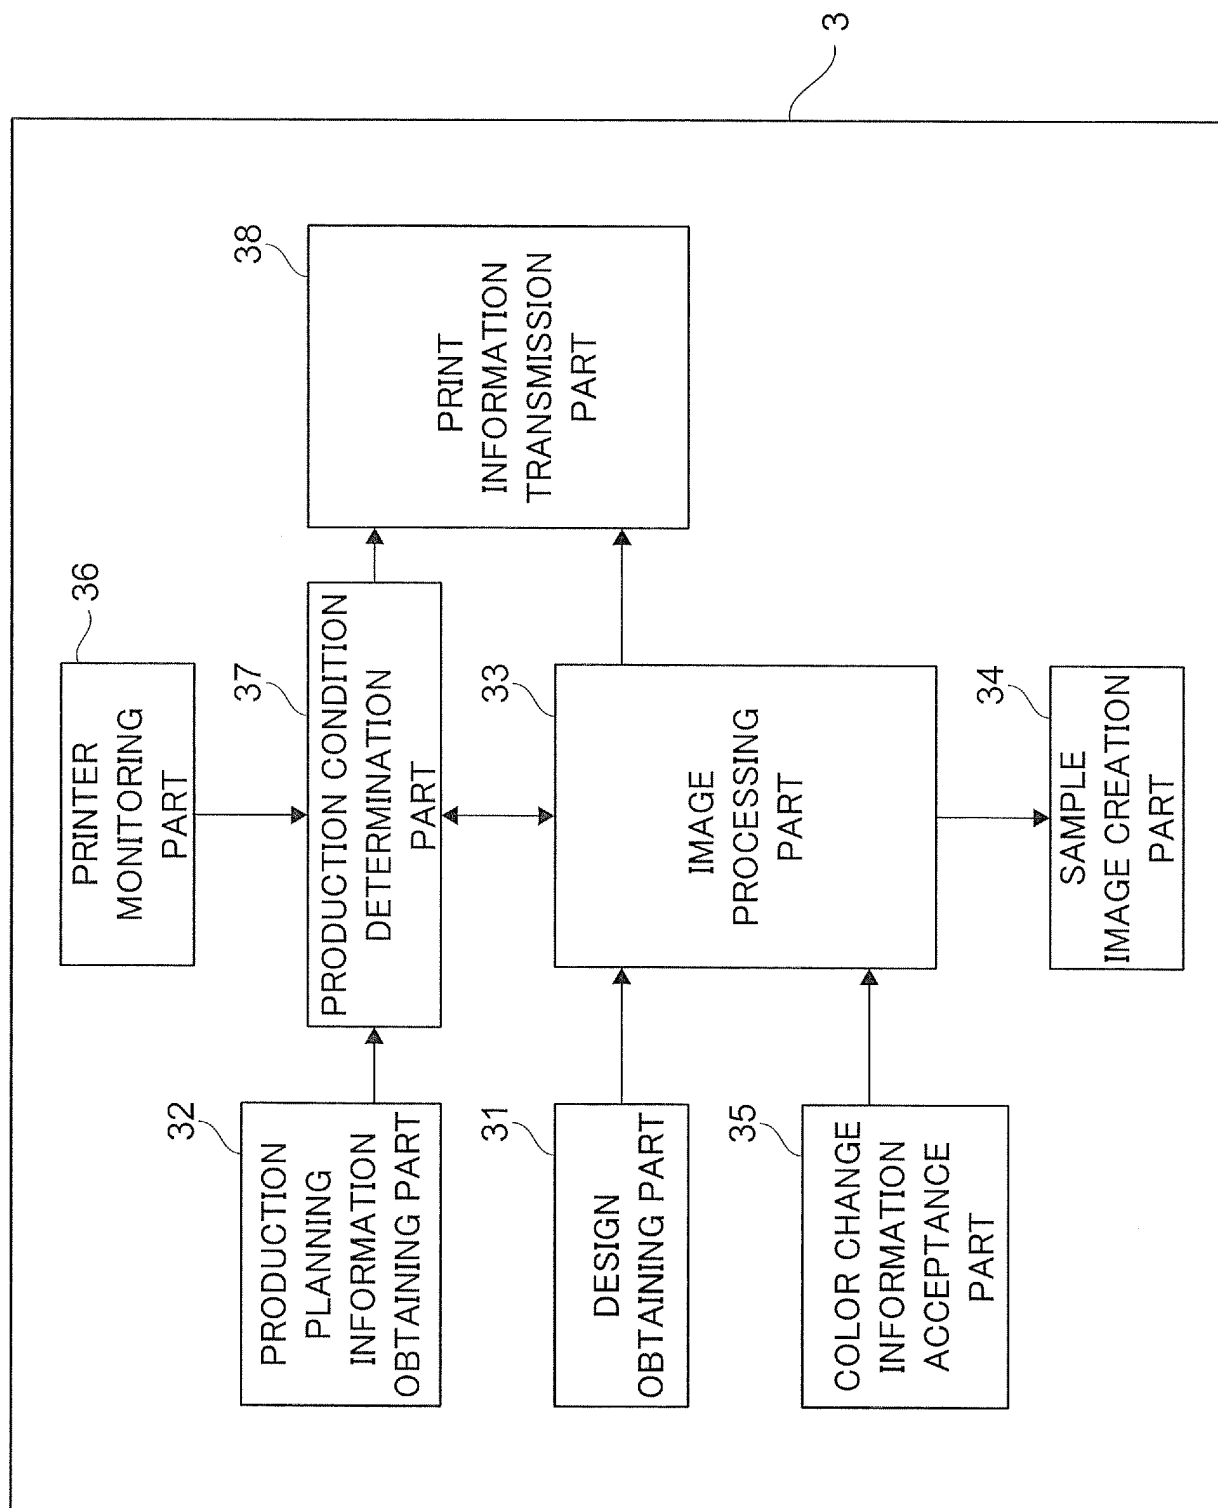 3
36
PRINTER
MONITORING
PART
32
PRODUCTION
PLANNING
INFORMATION
OBTAINING PART
37
PRODUCTION CONDITION
DETERMINATION
PART
38
PRINT
INFORMATION
TRANSMISSION
PART
31
DESIGN
OBTAINING PART
33
IMAGE
PROCESSING
PART
35
COLOR CHANGE
INFORMATION
ACCEPTANCE
PART
34
SAMPLE
IMAGE CREATION
PART